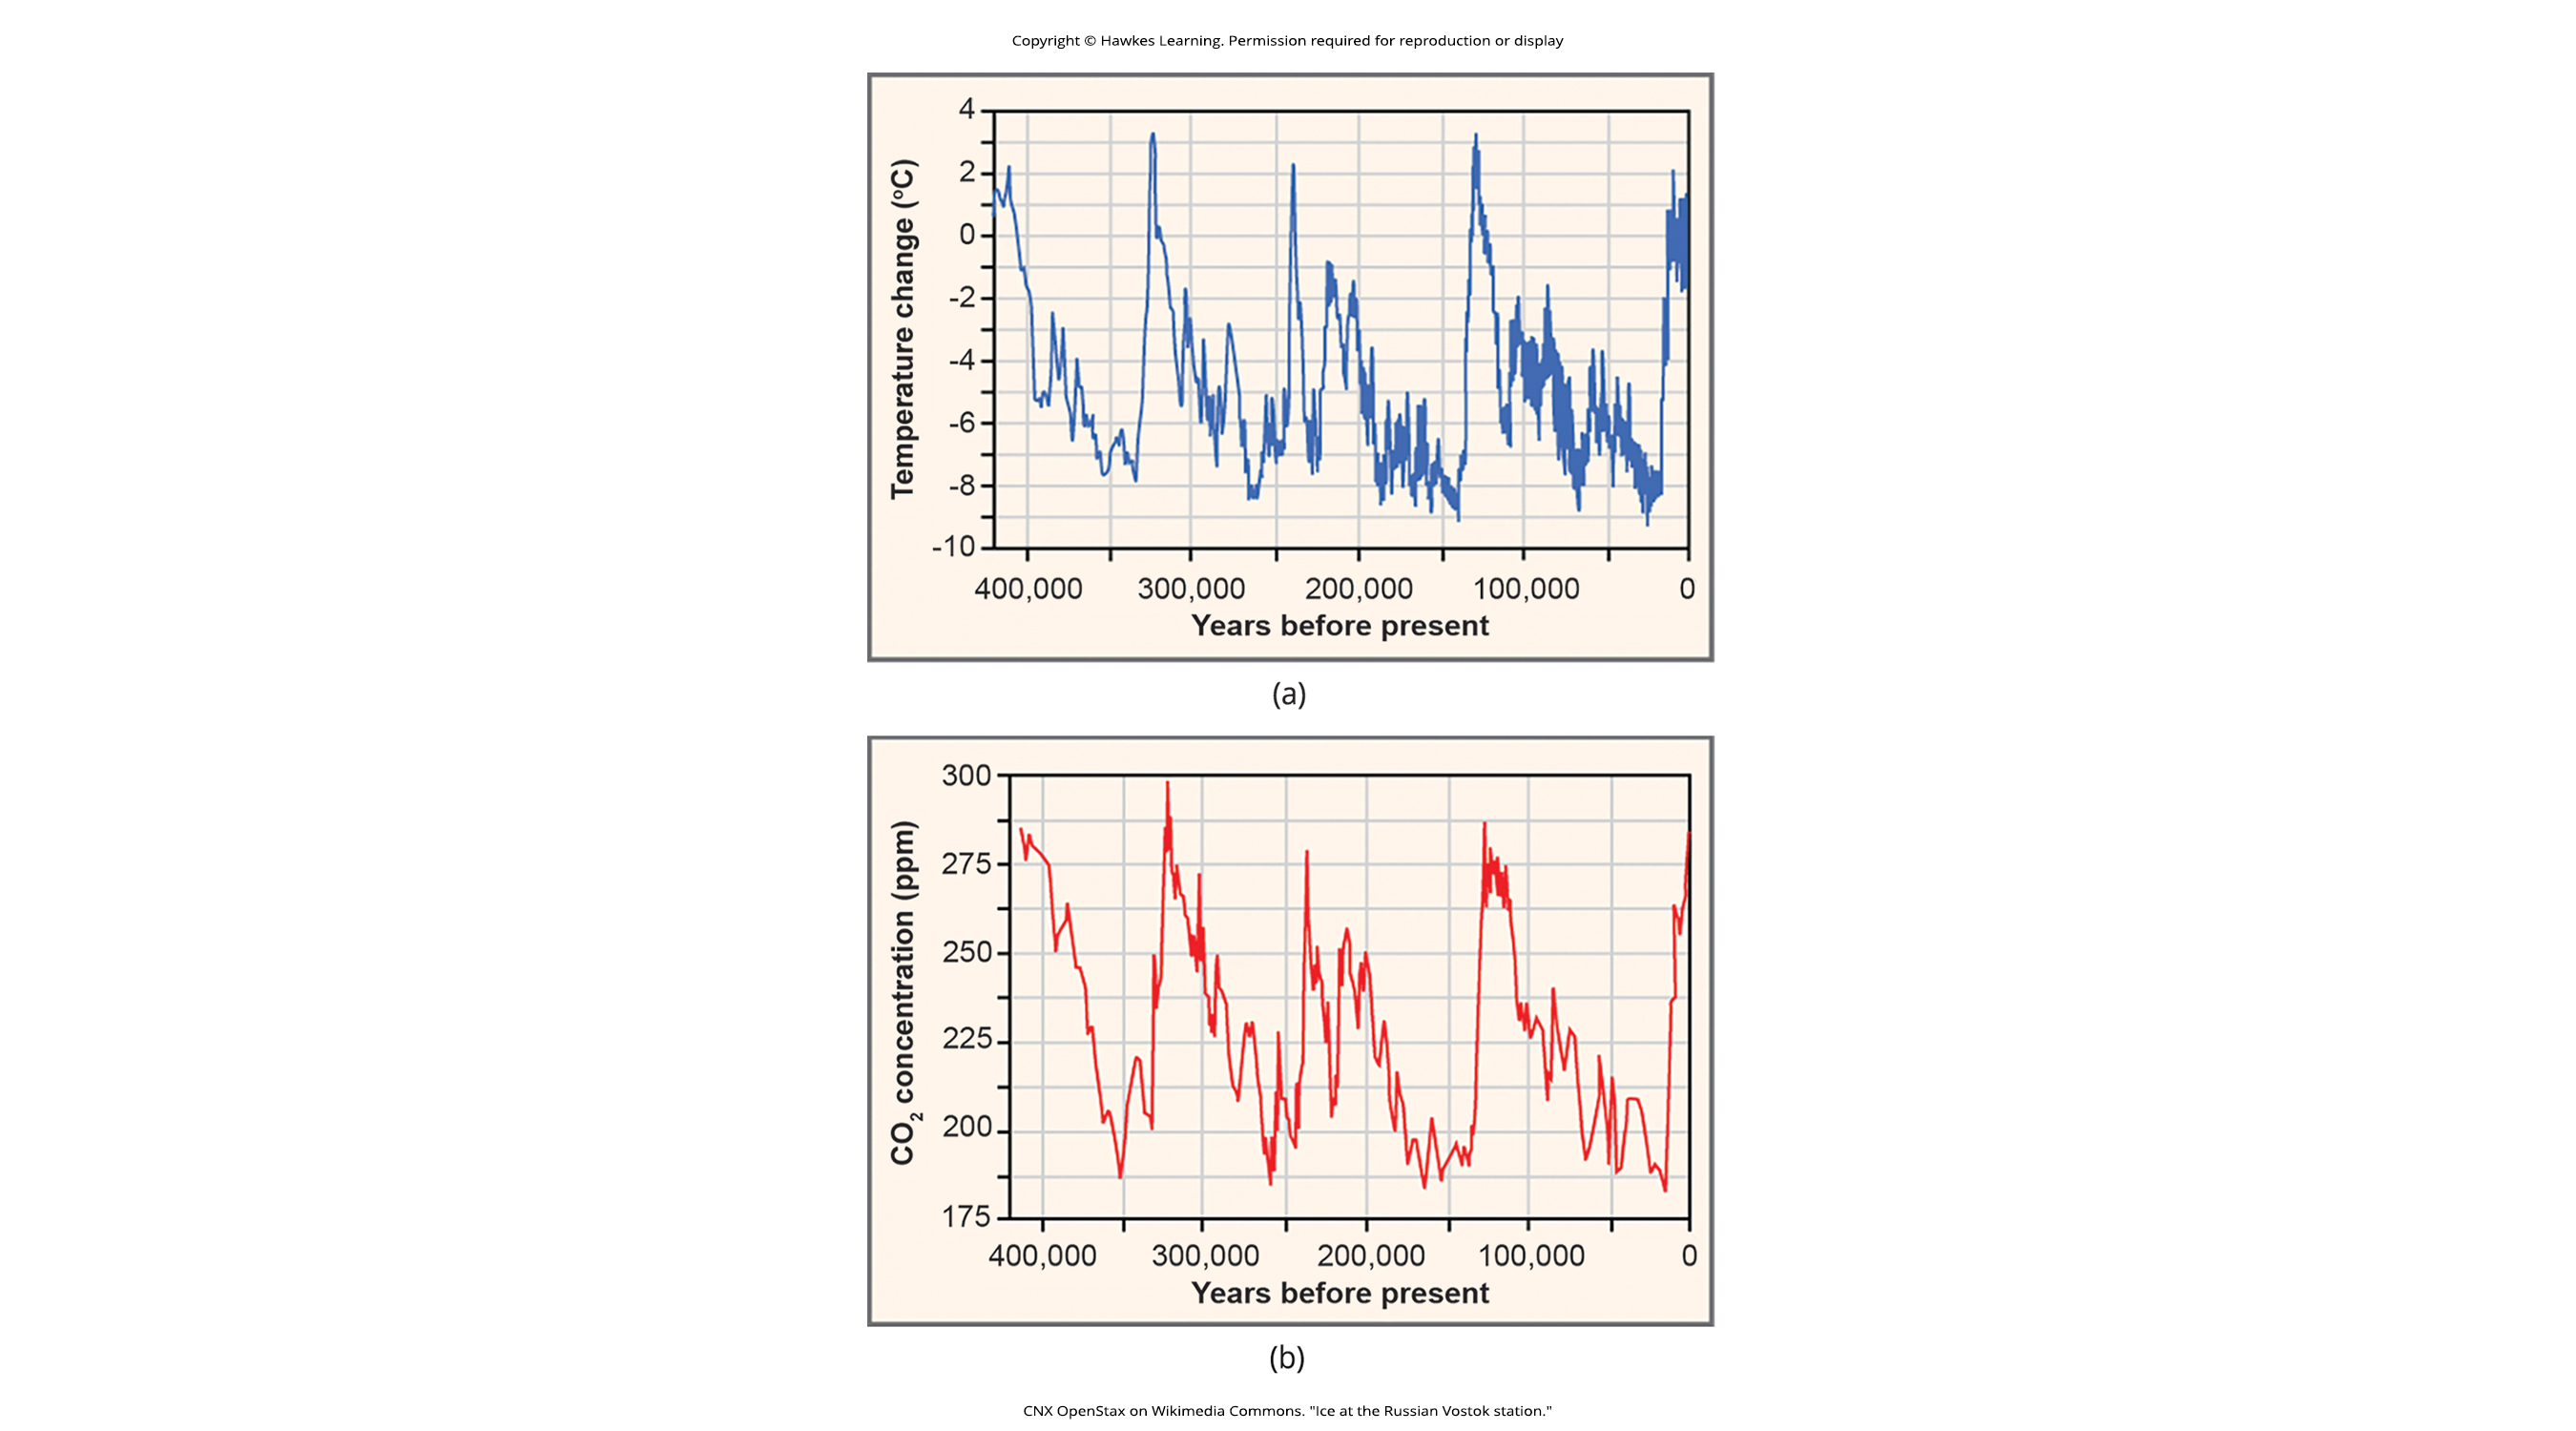 Copyright © Hawkes Learning. Permission required for reproduction or display
Temperature change (ºC)
4
2
0
-2
-4
-6
-8
-10
400,000 300,000 200,000 100,000 0
Years before present
(a)
CO2 concentration (ppm)
300
275
250
225
200
175
400,000 300,000 200,000 100,000 0
Years before present
(b)
CNX OpenStax on Wikimedia Commons. "Ice at the Russian Vostok station."